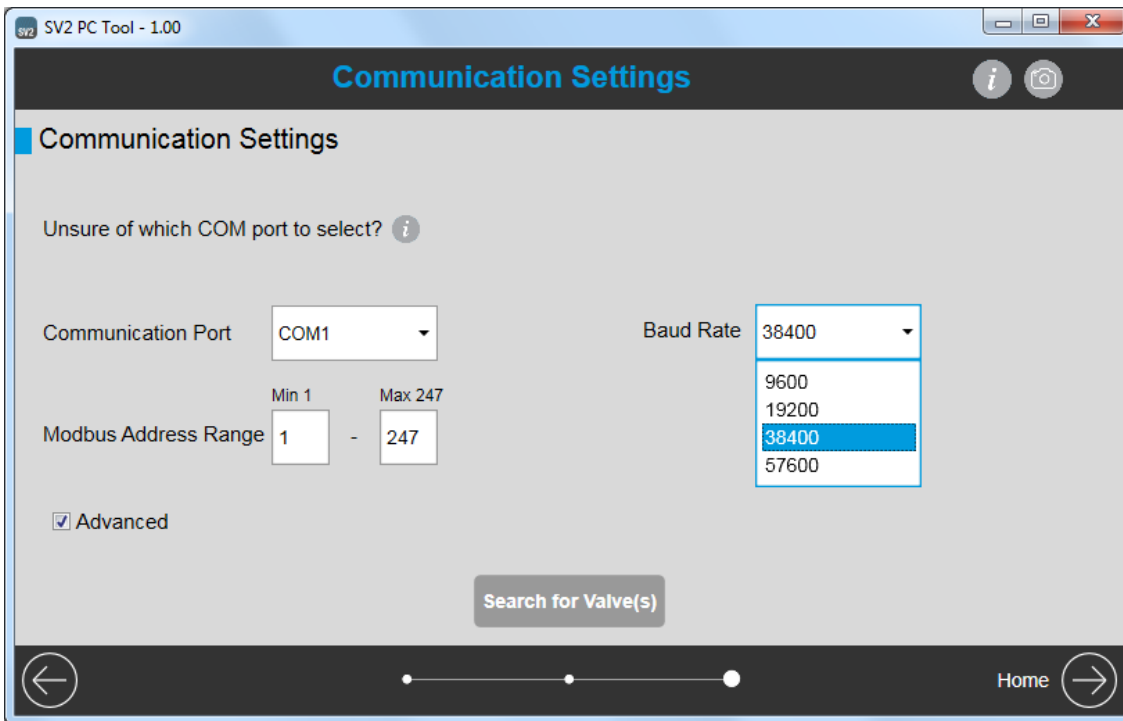 SV2 PC Tool - 1.00
Communication Settings
i
Communication Settings
Unsure of which COM port to select? i
Communication Port COM1
Baud Rate 38400
9600
19200
38400
57600
Min 1 Max 247
Modbus Address Range 1 - 247
Advanced
Search for Valve(s)
Home